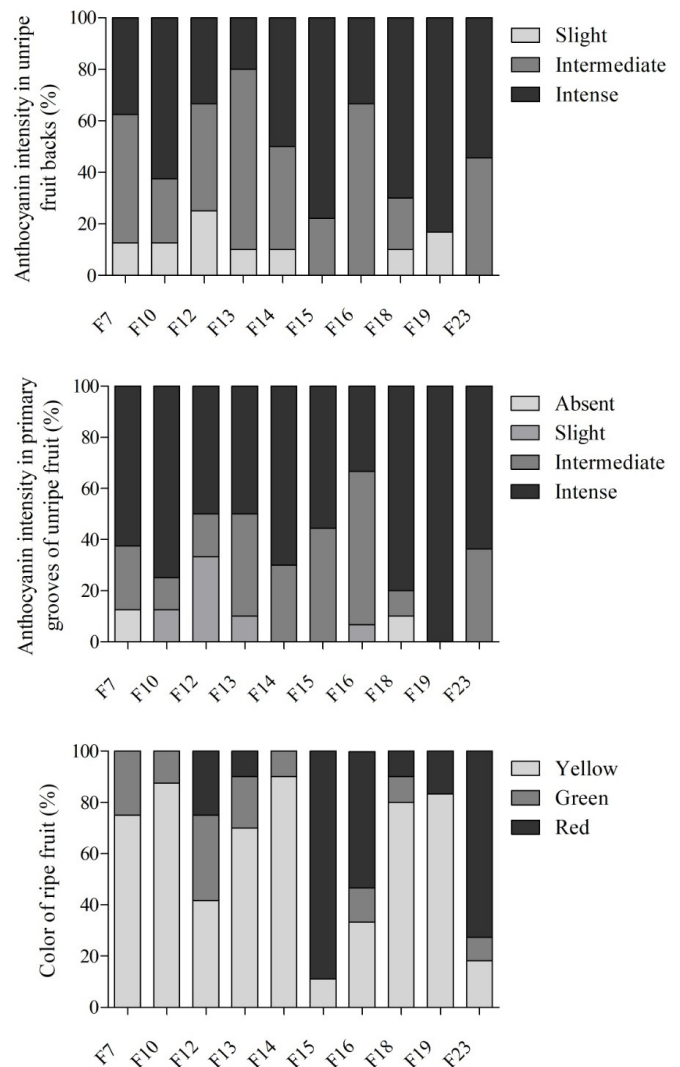 Anthocyanin intensity in unripe
fruit backs (%)
100
80
60
40
20
0
F7 F10 F12 F13 F14 F15 F16 F18 F19 F23
Slight
Intermediate
Intense
Anthocyanin intensity in primary
grooves of unripe fruit (%)
100
80
60
40
20
0
F7 F10 F12 F13 F14 F15 F16 F18 F19 F23
Absent
Slight
Intermediate
Intense
Color of ripe fruit (%)
100
80
60
40
20
0
F7 F10 F12 F13 F14 F15 F16 F18 F19 F23
Yellow
Green
Red